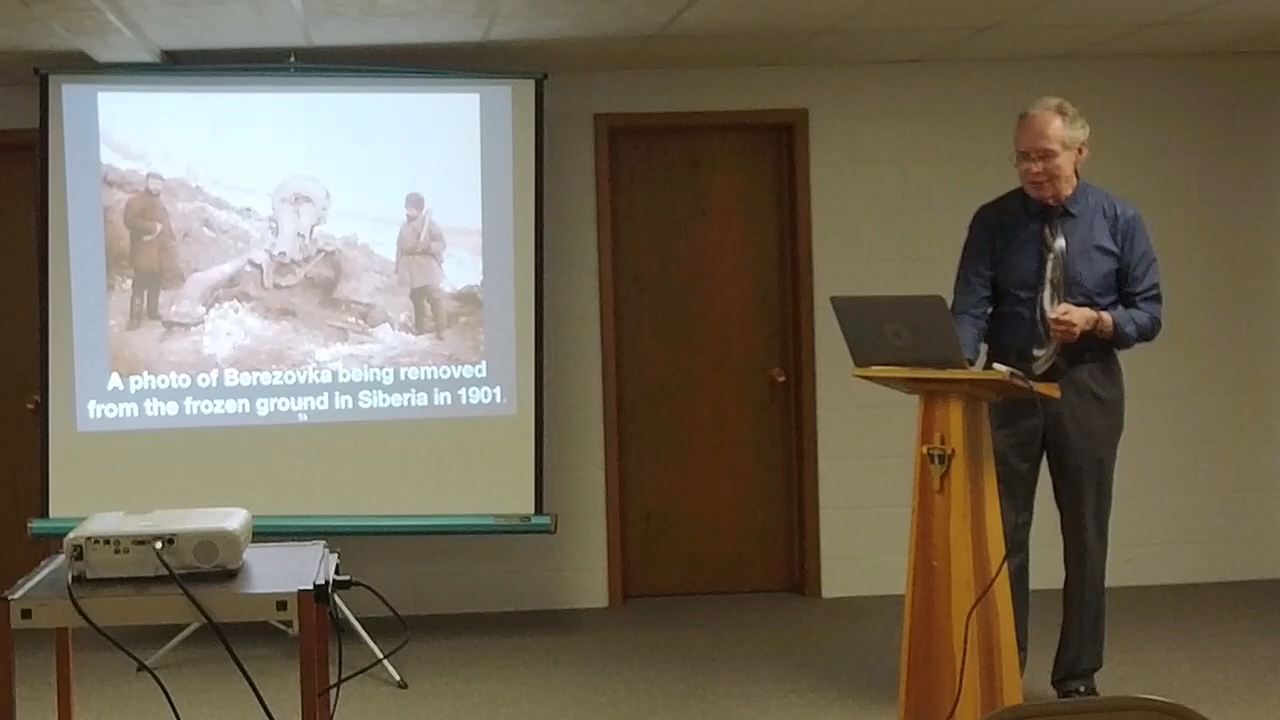 A photo of Berezovka being removed
from the frozen ground in Siberia in 1901.